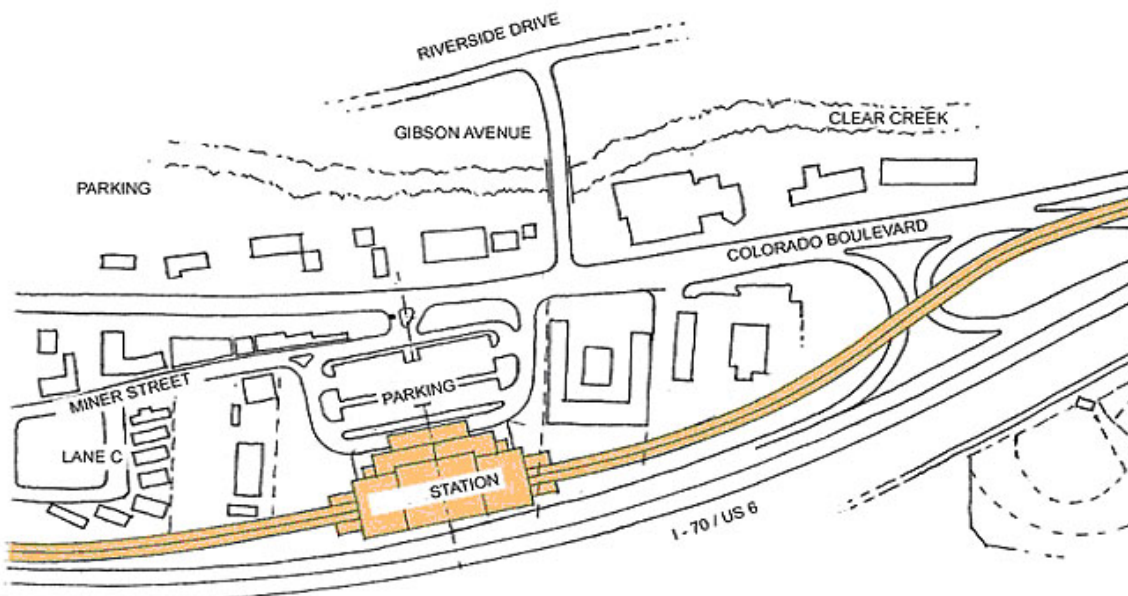 RIVERSIDE DRIVE
GIBSON AVENUE
CLEAR CREEK
PARKING
COLORADO BOULEVARD
MINER STREET
PARKING
LANE C
STATION
I - 70 / US 6